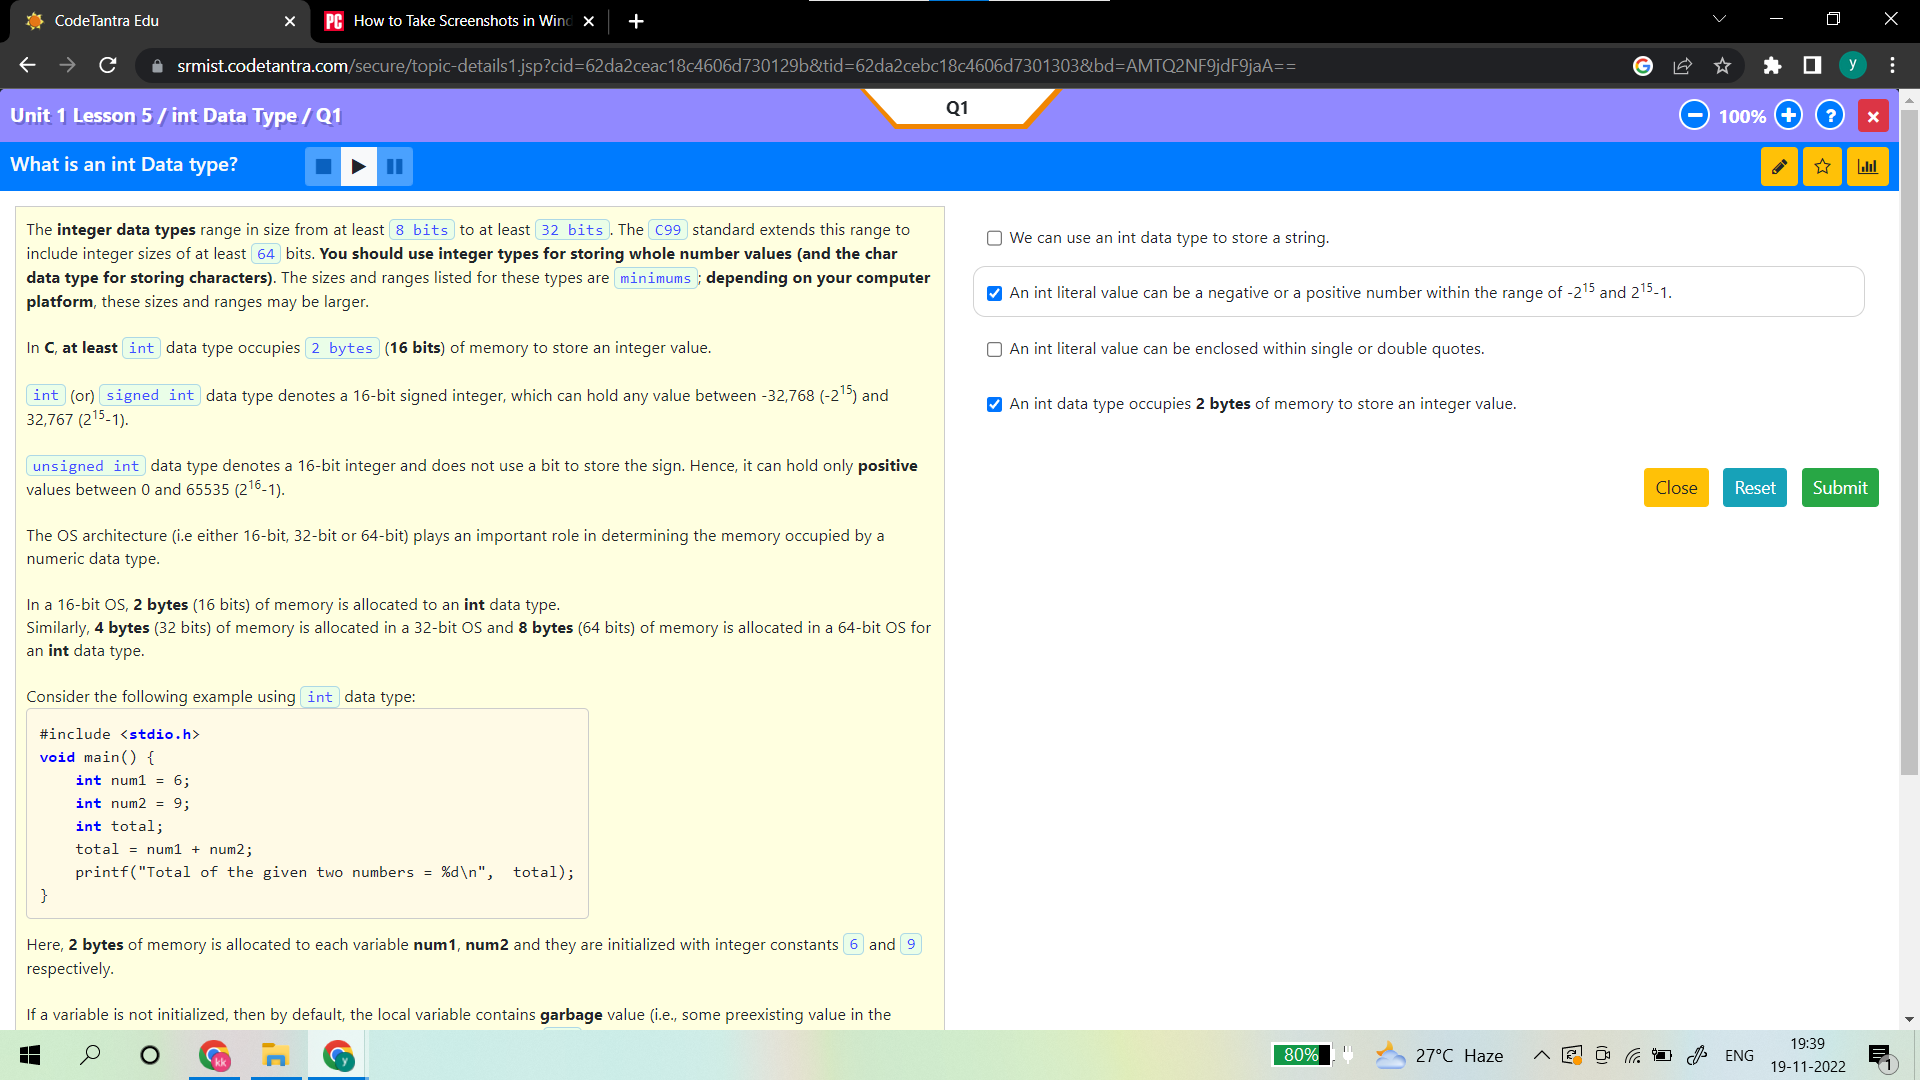 CodeTantra Edu
How to Take Screenshots in Wind
srmist.codetantra.com/secure/topic-details1.jsp?cid=62da2ceac18c4606d730129b&tid=62da2cebc18c4606d7301303&bd=AMTQ2NF9jdF9jaA==
y
Unit 1 Lesson 5 / int Data Type / Q1
Q1
100%
?
What is an int Data type?
The integer data types range in size from at least 8 bits to at least 32 bits. The C99 standard extends this range to
include integer sizes of at least 64 bits. You should use integer types for storing whole number values (and the char
data type for storing characters). The sizes and ranges listed for these types are minimums; depending on your computer
platform, these sizes and ranges may be larger.
In C, at least int data type occupies 2 bytes (16 bits) of memory to store an integer value.
int (or) signed int data type denotes a 16-bit signed integer, which can hold any value between -32,768 (-2^15) and
32,767 (2^15-1).
unsigned int data type denotes a 16-bit integer and does not use a bit to store the sign. Hence, it can hold only positive
values between 0 and 65535 (2^16-1).
The OS architecture (i.e either 16-bit, 32-bit or 64-bit) plays an important role in determining the memory occupied by a
numeric data type.
In a 16-bit OS, 2 bytes (16 bits) of memory is allocated to an int data type.
Similarly, 4 bytes (32 bits) of memory is allocated in a 32-bit OS and 8 bytes (64 bits) of memory is allocated in a 64-bit OS for
an int data type.
Consider the following example using int data type:
#include <stdio.h>
void main() {
    int num1 = 6;
    int num2 = 9;
    int total;
    total = num1 + num2;
    printf("Total of the given two numbers = %d\n",  total);
}
Here, 2 bytes of memory is allocated to each variable num1, num2 and they are initialized with integer constants 6 and 9
respectively.
If a variable is not initialized, then by default, the local variable contains garbage value (i.e., some preexisting value in the
We can use an int data type to store a string.
An int literal value can be a negative or a positive number within the range of -2^15 and 2^15-1.
An int literal value can be enclosed within single or double quotes.
An int data type occupies 2 bytes of memory to store an integer value.
Close
Reset
Submit
kk
y
80%
27°C Haze
ENG
19:39
19-11-2022
1